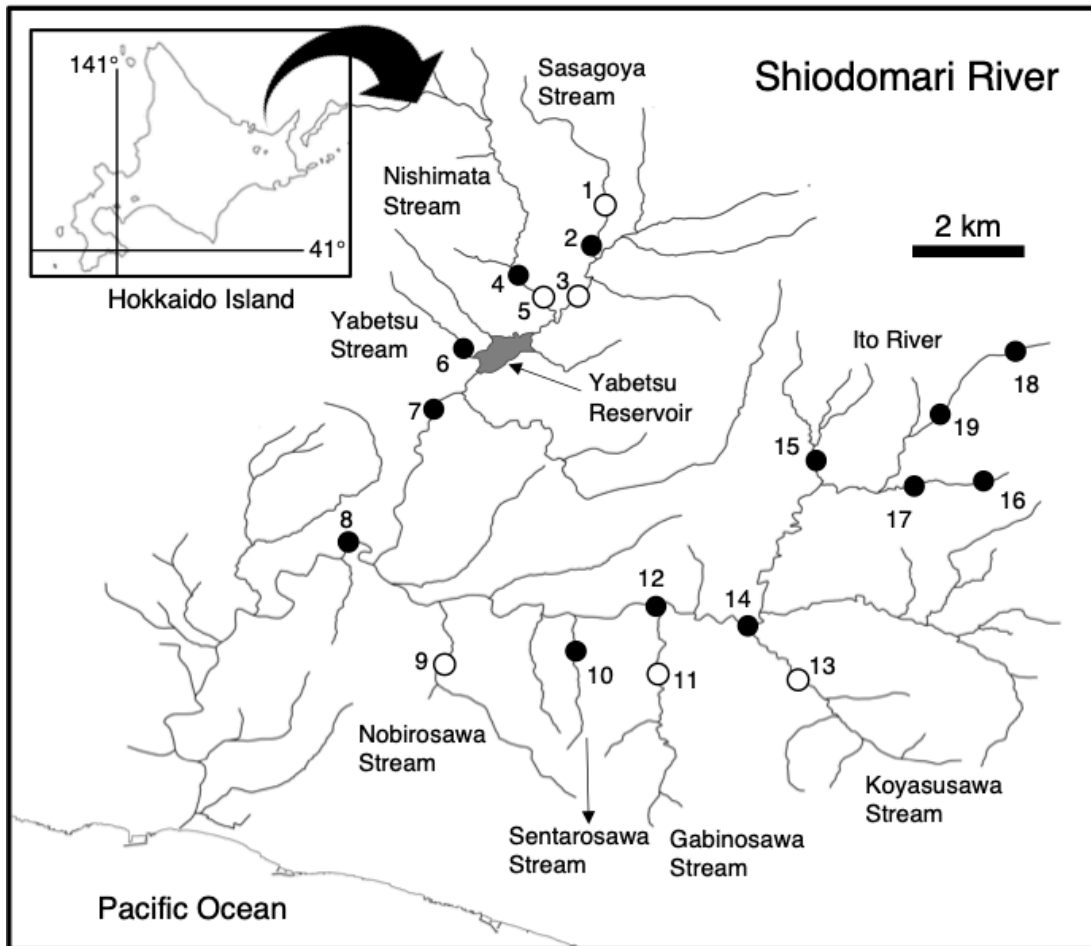 141°
41°
Hokkaido Island
Shiodomari River
2 km
Sasagoya
Stream
Nishimata
Stream
1
2
3
4
5
Yabetsu
Stream
6
Yabetsu
Reservoir
7
Ito River
18
19
15
17
16
8
12
14
9
10
11
13
Nobirosawa
Stream
Sentarosawa
Stream
Gabinosawa
Stream
Koyasusawa
Stream
Pacific Ocean